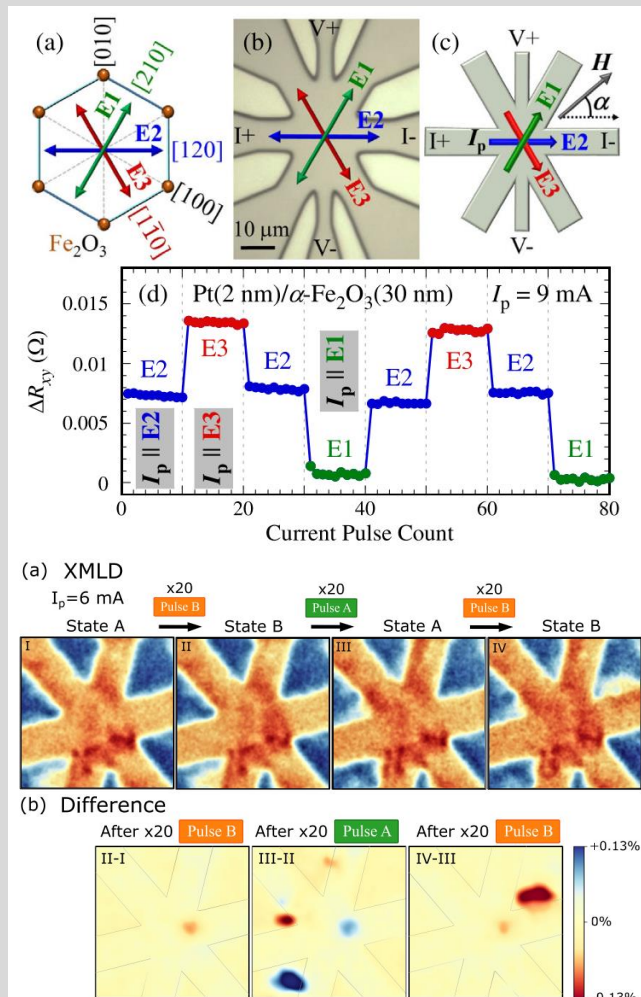 (a)
[010]
[210]
E1
E2
[120]
E3
[100]
[11̄0]
Fe2O3
(b)
V+
E1
I+
E2
I-
E3
10 μm
V-
(c)
V+
H
α
E1
I+
Ip
E2
I-
E3
V-
(d) Pt(2 nm)/α-Fe2O3(30 nm) Ip = 9 mA
ΔRxy (Ω)
0.015
0.01
0.005
0
E2
E3
E2
E1
E2
E3
E2
E1
Ip || E2
Ip || E3
Ip || E1
0 20 40 60 80
Current Pulse Count
(a) XMLD
Ip=6 mA
x20
Pulse B
x20
Pulse A
x20
Pulse B
State A
State B
State A
State B
I
II
III
IV
(b) Difference
After x20 Pulse B
After x20 Pulse A
After x20 Pulse B
II-I
III-II
IV-III
+0.13%
0%
-0.13%